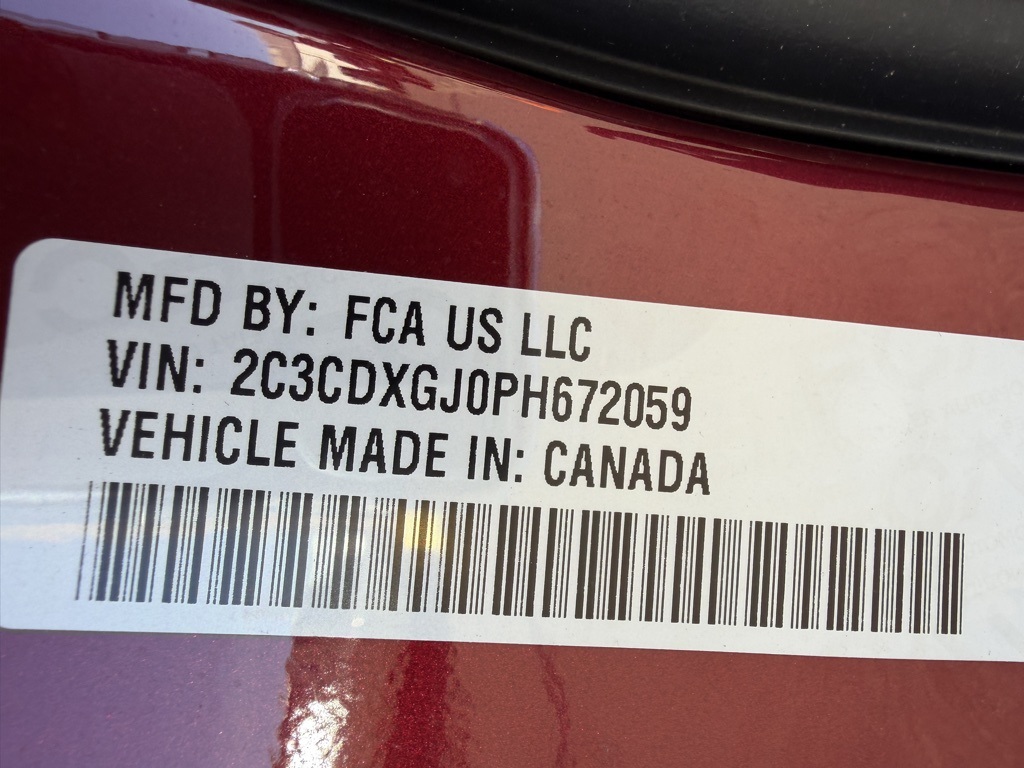 MFD BY: FCA US LLC
VIN: 2C3CDXGJ0PH672059
VEHICLE MADE IN: CANADA